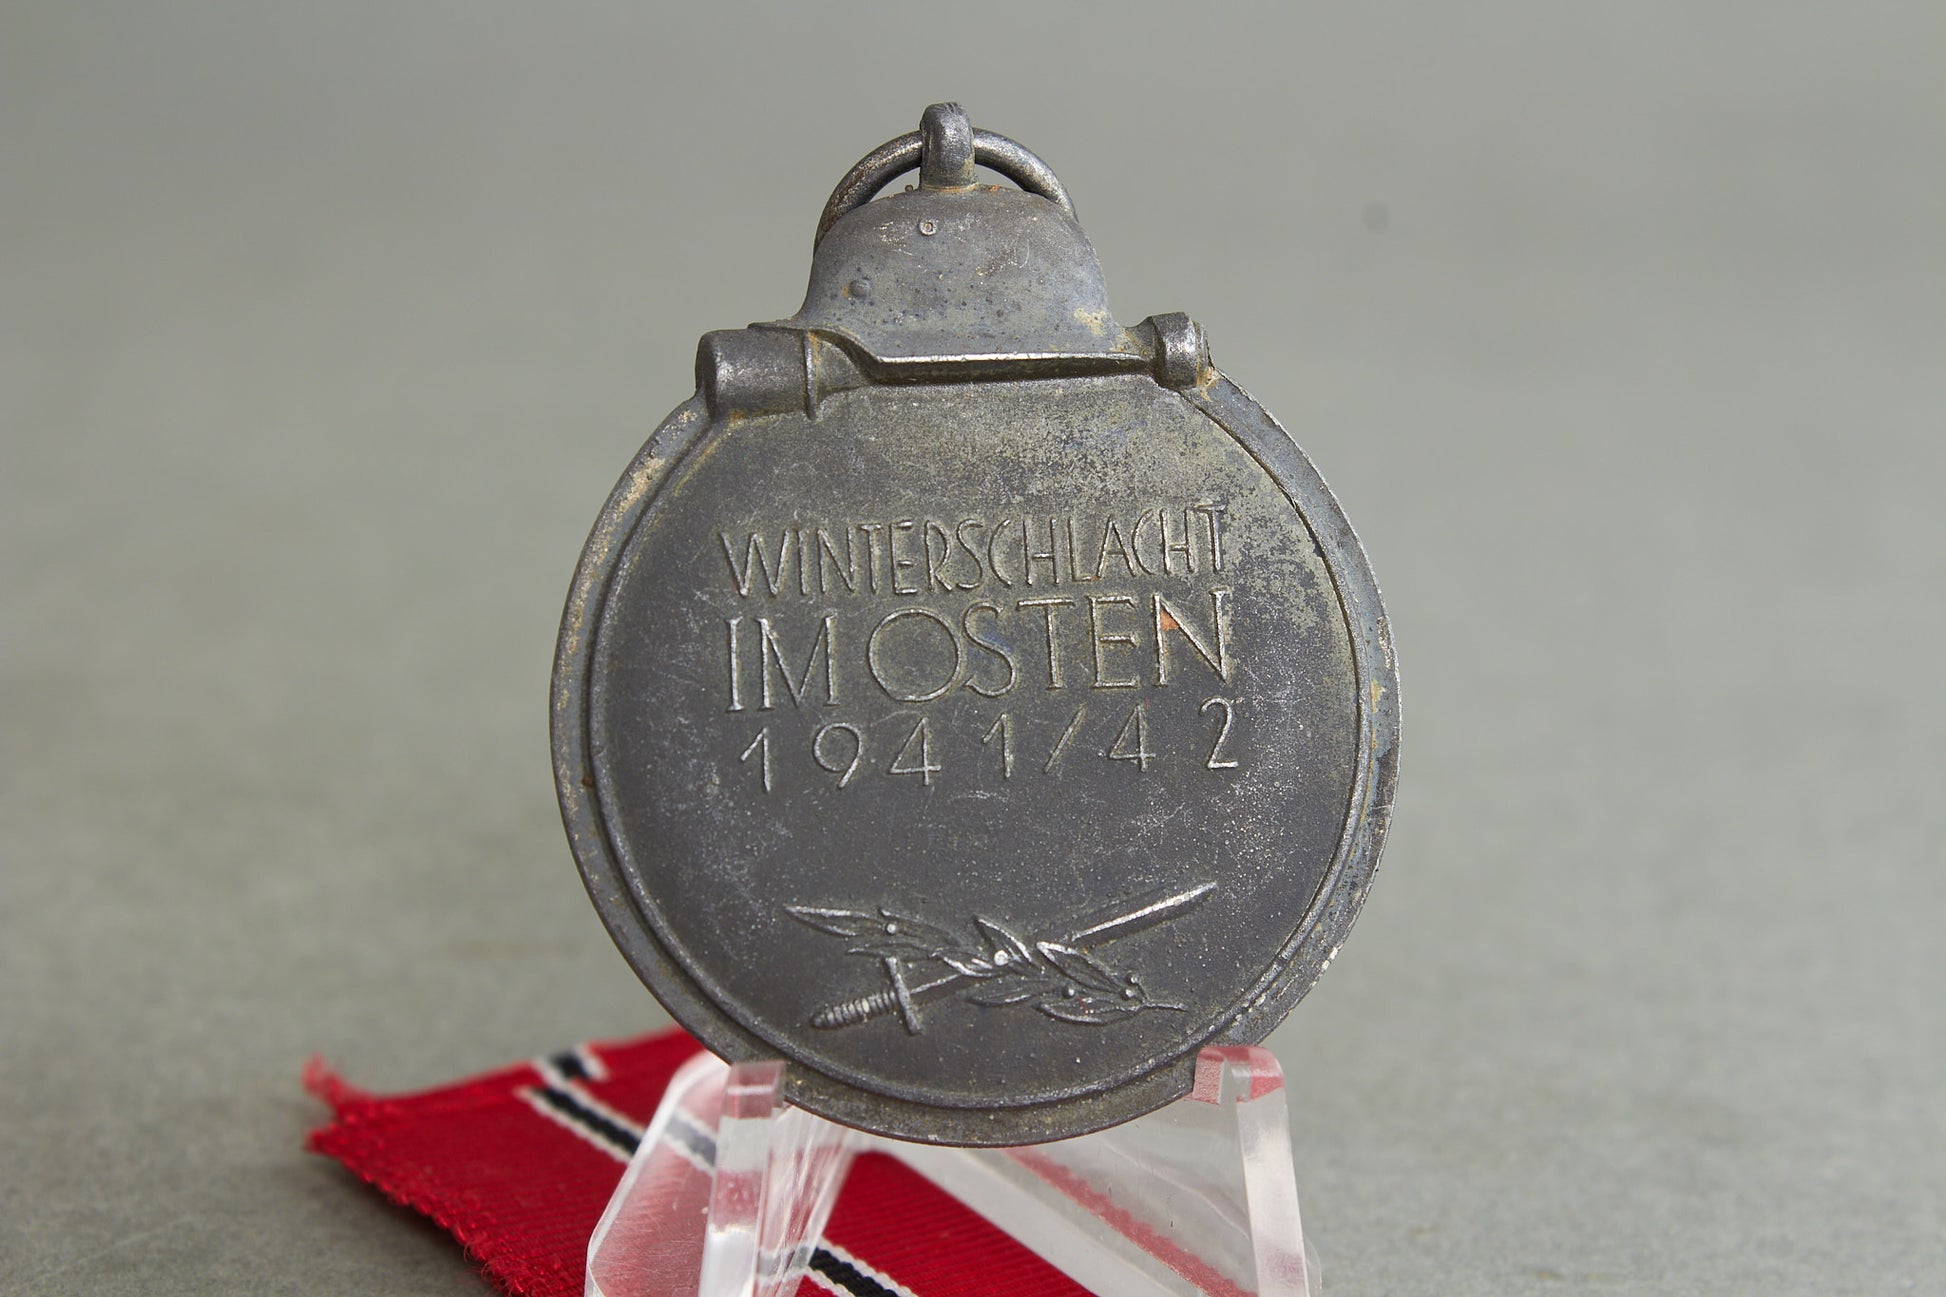 WINTERSCHLACHT
IM OSTEN
1941/42